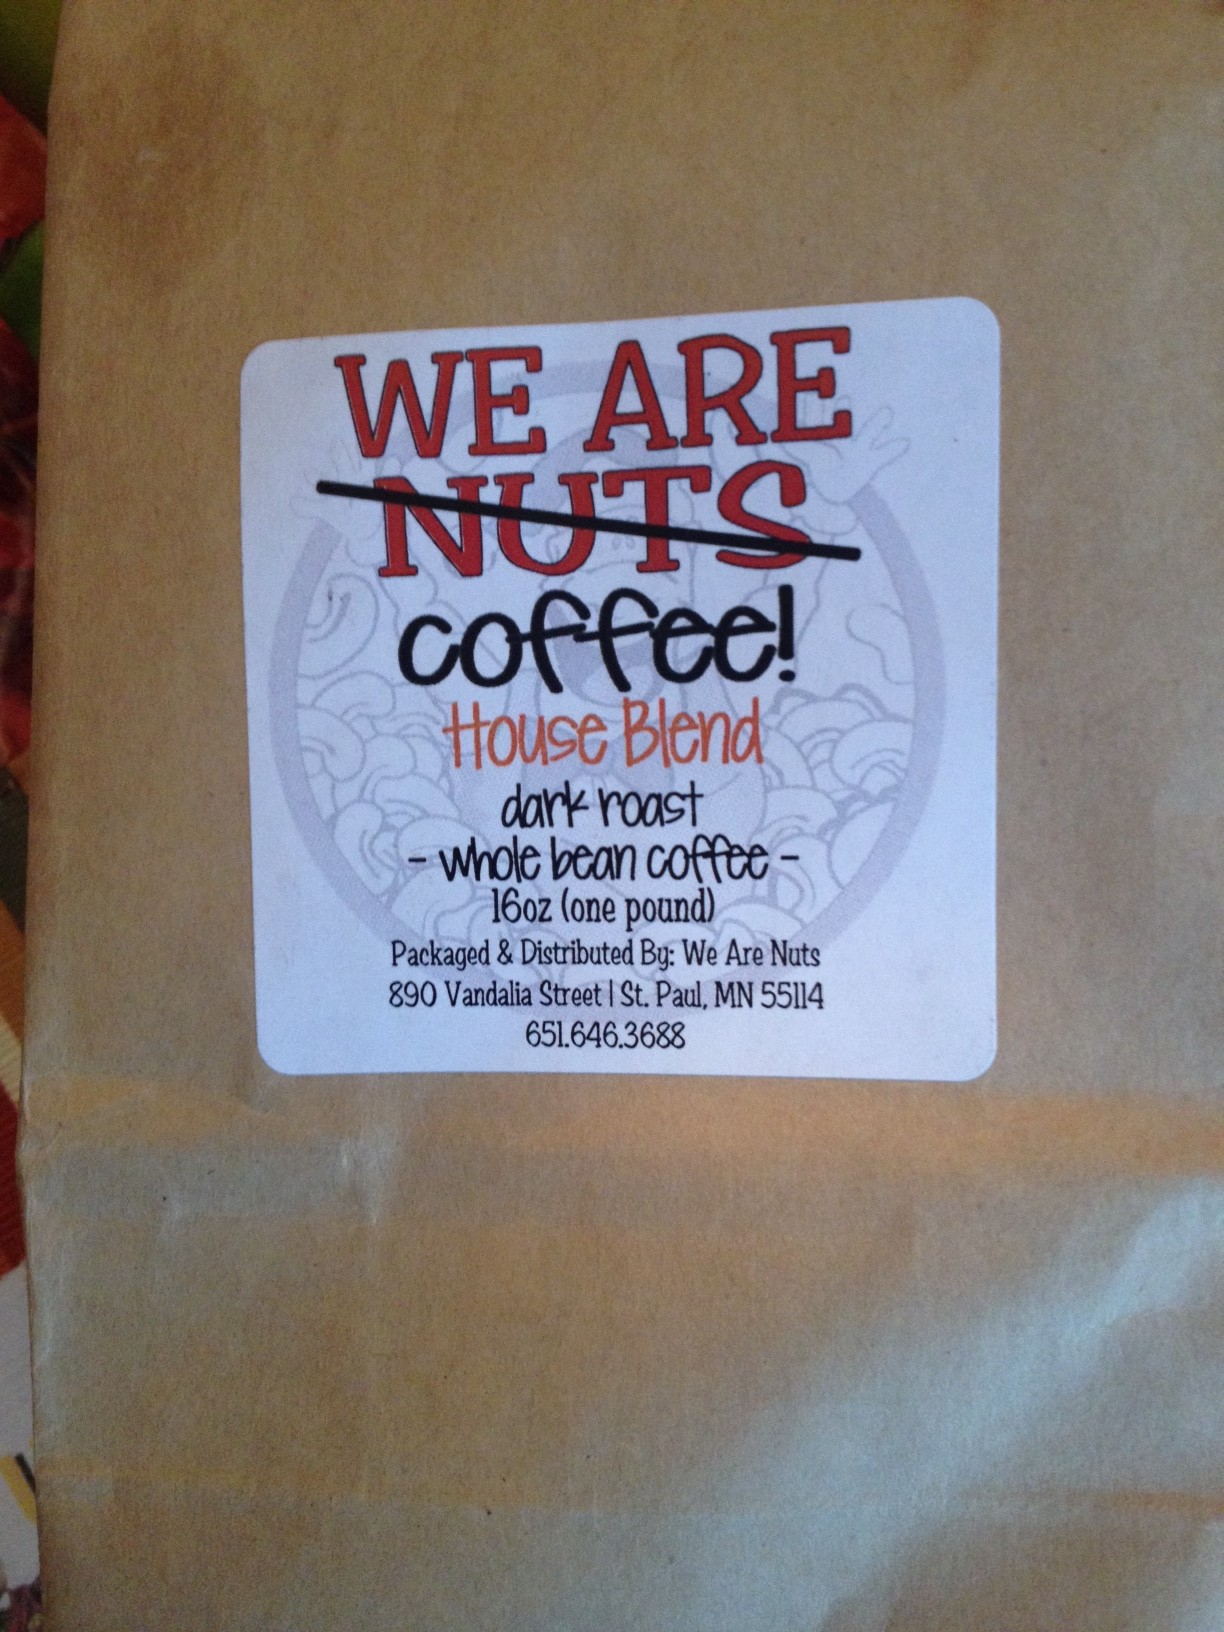 WE ARE
NUTS
coffee!
House Blend
dark roast
- whole bean coffee -
16oz (one pound)
Packaged & Distributed By: We Are Nuts
890 Vandalia Street | St. Paul, MN 55114
651.646.3688